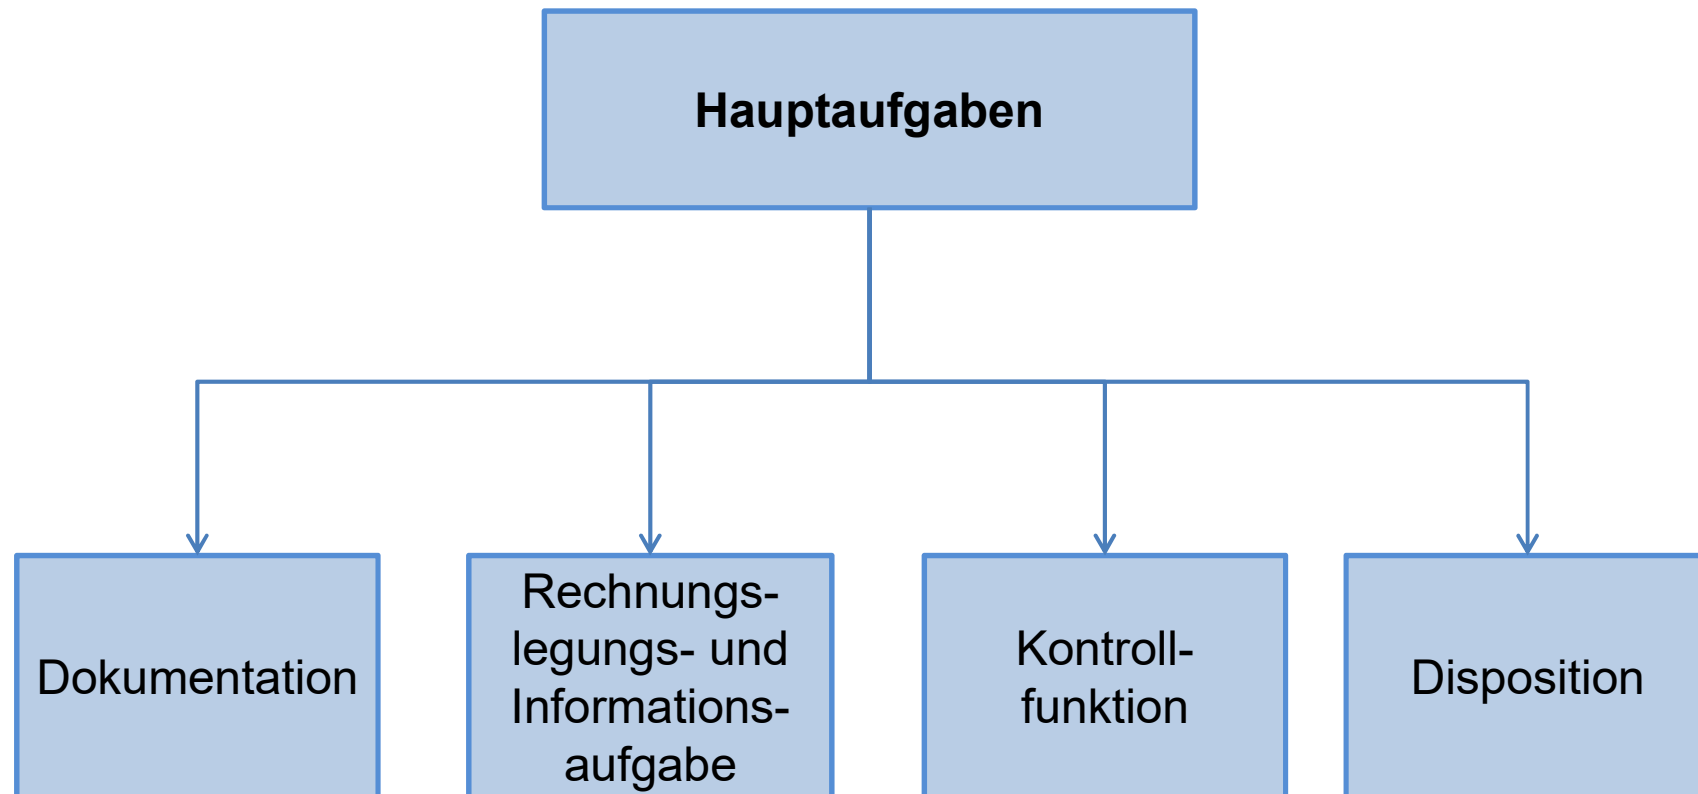 Hauptaufgaben
Dokumentation
Rechnungs-
legungs- und
Informations-
aufgabe
Kontroll-
funktion
Disposition